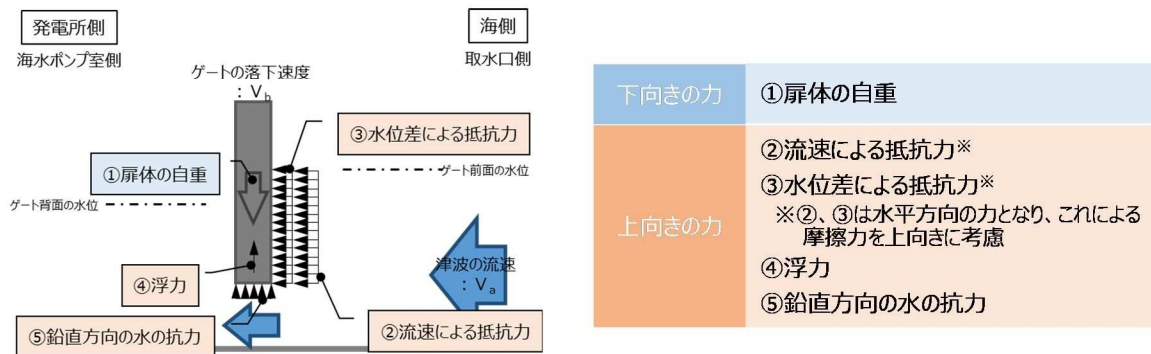 発電所側
海水ポンプ室側
海側
取水口側
ゲートの落下速度
：Ｖｂ
③水位差による抵抗力
①扉体の自重
ゲート前面の水位
ゲート背面の水位
④浮力
津波の流速
：Ｖａ
⑤鉛直方向の水の抗力
②流速による抵抗力
下向きの力
①扉体の自重
上向きの力
②流速による抵抗力※
③水位差による抵抗力※
※②、③は水平方向の力となり、これによる
摩擦力を上向きに考慮
④浮力
⑤鉛直方向の水の抗力